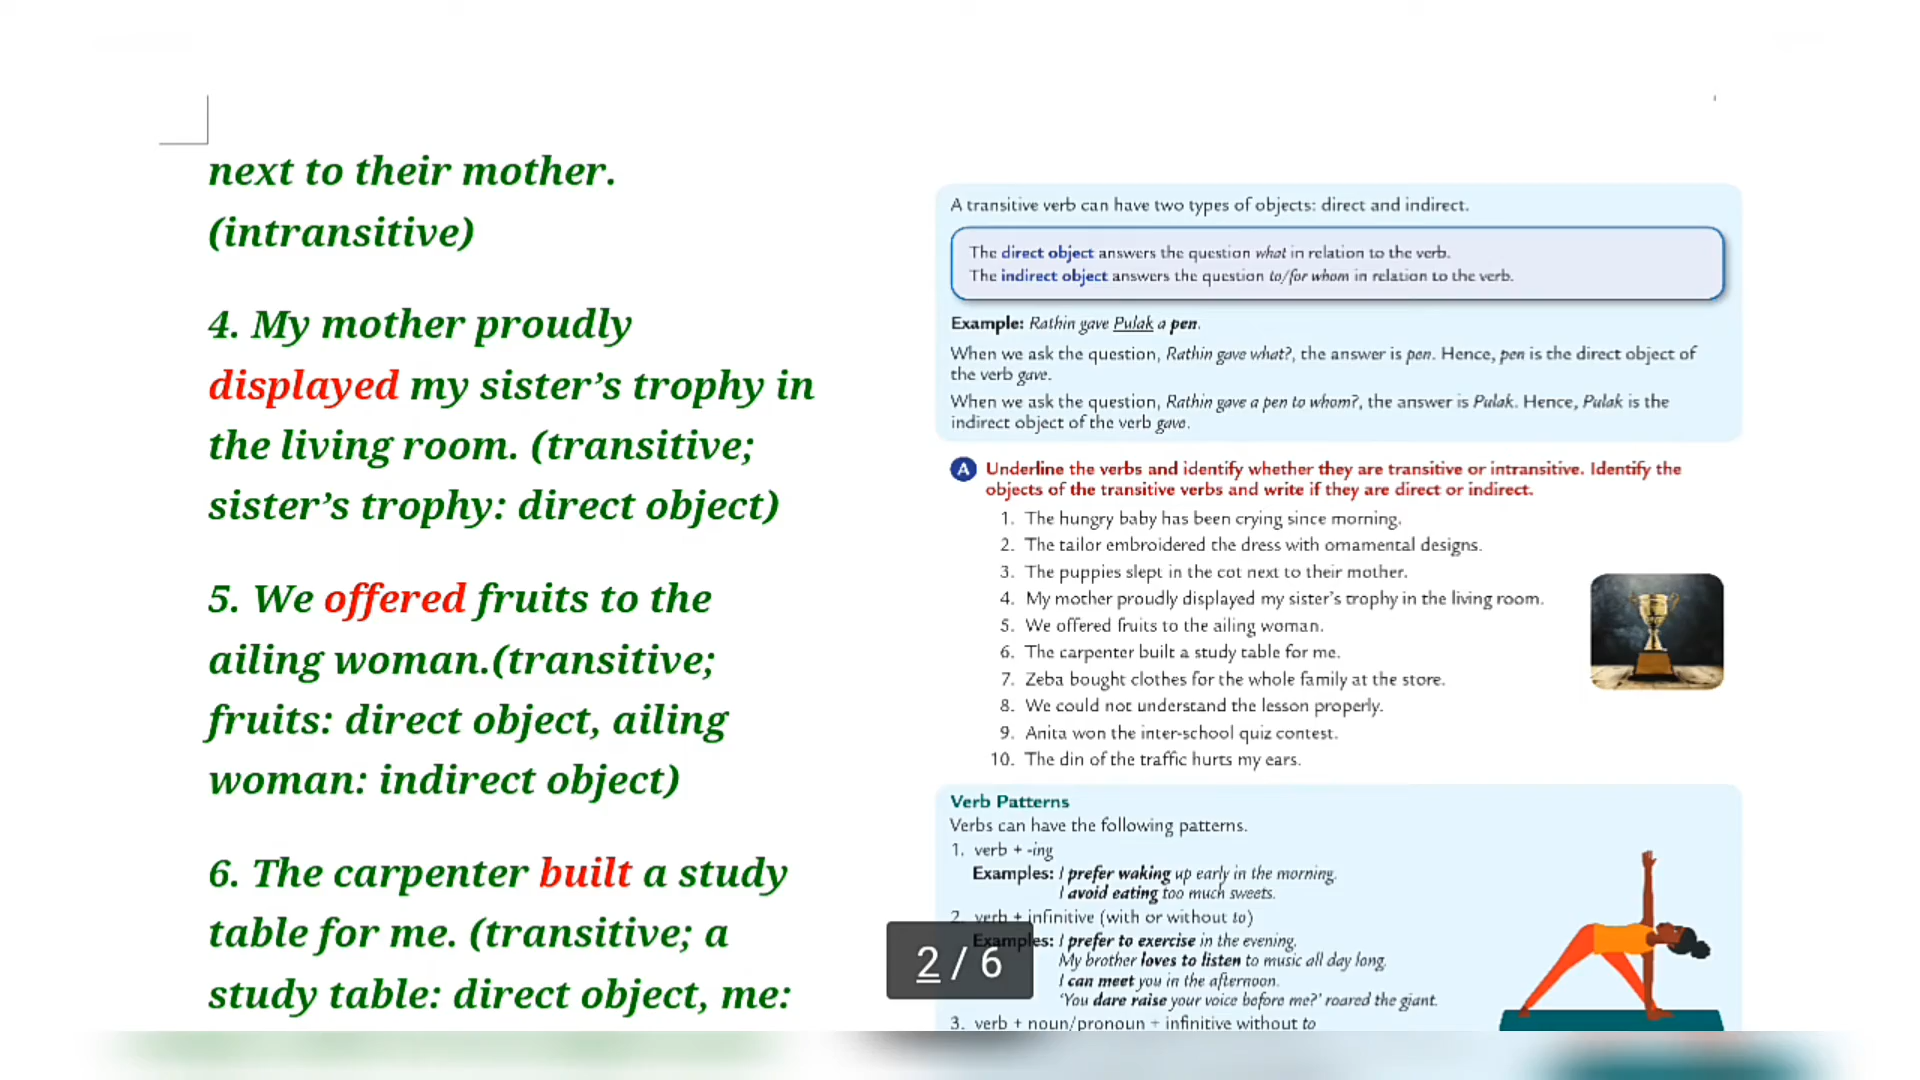 next to their mother.
(intransitive)
4. My mother proudly
displayed my sister’s trophy in
the living room. (transitive;
sister’s trophy: direct object)
5. We offered fruits to the
ailing woman.(transitive;
fruits: direct object, ailing
woman: indirect object)
6. The carpenter built a study
table for me. (transitive; a
study table: direct object, me:
A transitive verb can have two types of objects: direct and indirect.
The direct object answers the question what in relation to the verb.
The indirect object answers the question to/for whom in relation to the verb.
Example: Rathin gave Pulak a pen.
When we ask the question, Rathin gave what?, the answer is pen. Hence, pen is the direct object of
the verb gave.
When we ask the question, Rathin gave a pen to whom?, the answer is Pulak. Hence, Pulak is the
indirect object of the verb gave.
A Underline the verbs and identify whether they are transitive or intransitive. Identify the
objects of the transitive verbs and write if they are direct or indirect.
1. The hungry baby has been crying since morning.
2. The tailor embroidered the dress with ornamental designs.
3. The puppies slept in the cot next to their mother.
4. My mother proudly displayed my sister’s trophy in the living room.
5. We offered fruits to the ailing woman.
6. The carpenter built a study table for me.
7. Zeba bought clothes for the whole family at the store.
8. We could not understand the lesson properly.
9. Anita won the inter-school quiz contest.
10. The din of the traffic hurts my ears.
Verb Patterns
Verbs can have the following patterns.
1. verb + -ing
Examples: I prefer waking up early in the morning.
I avoid eating too much sweets.
2. verb + infinitive (with or without to)
Examples: I prefer to exercise in the evening.
My brother loves to listen to music all day long.
I can meet you in the afternoon.
‘You dare raise your voice before me?’ roared the giant.
3. verb + noun/pronoun + infinitive without to
2 / 6